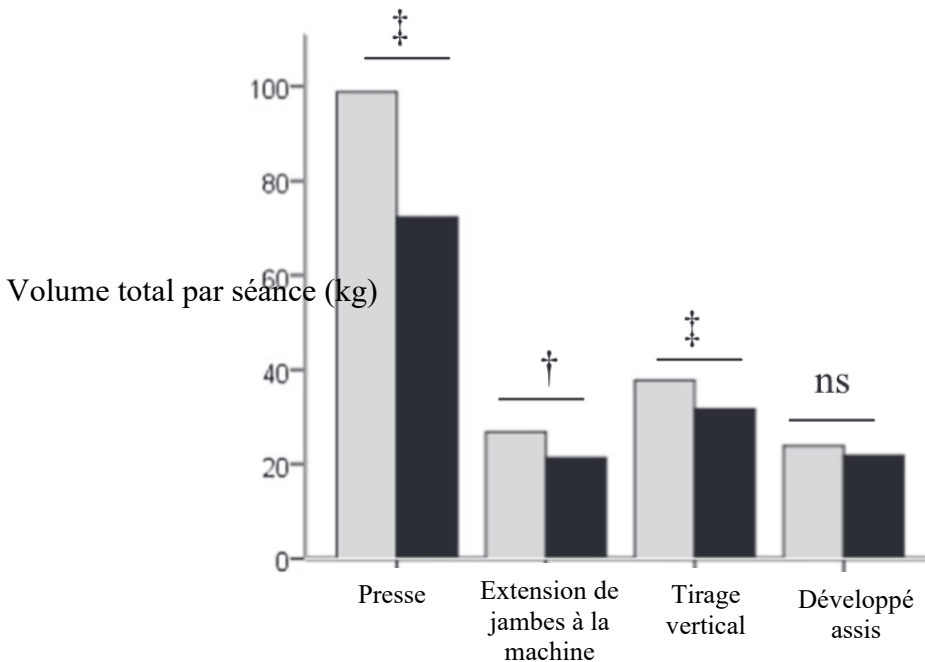 ‡
100
80
60
Volume total par séance (kg)
‡
†
40
ns
20
0
Presse
Extension de
jambes à la
machine
Tirage
vertical
Développé
assis